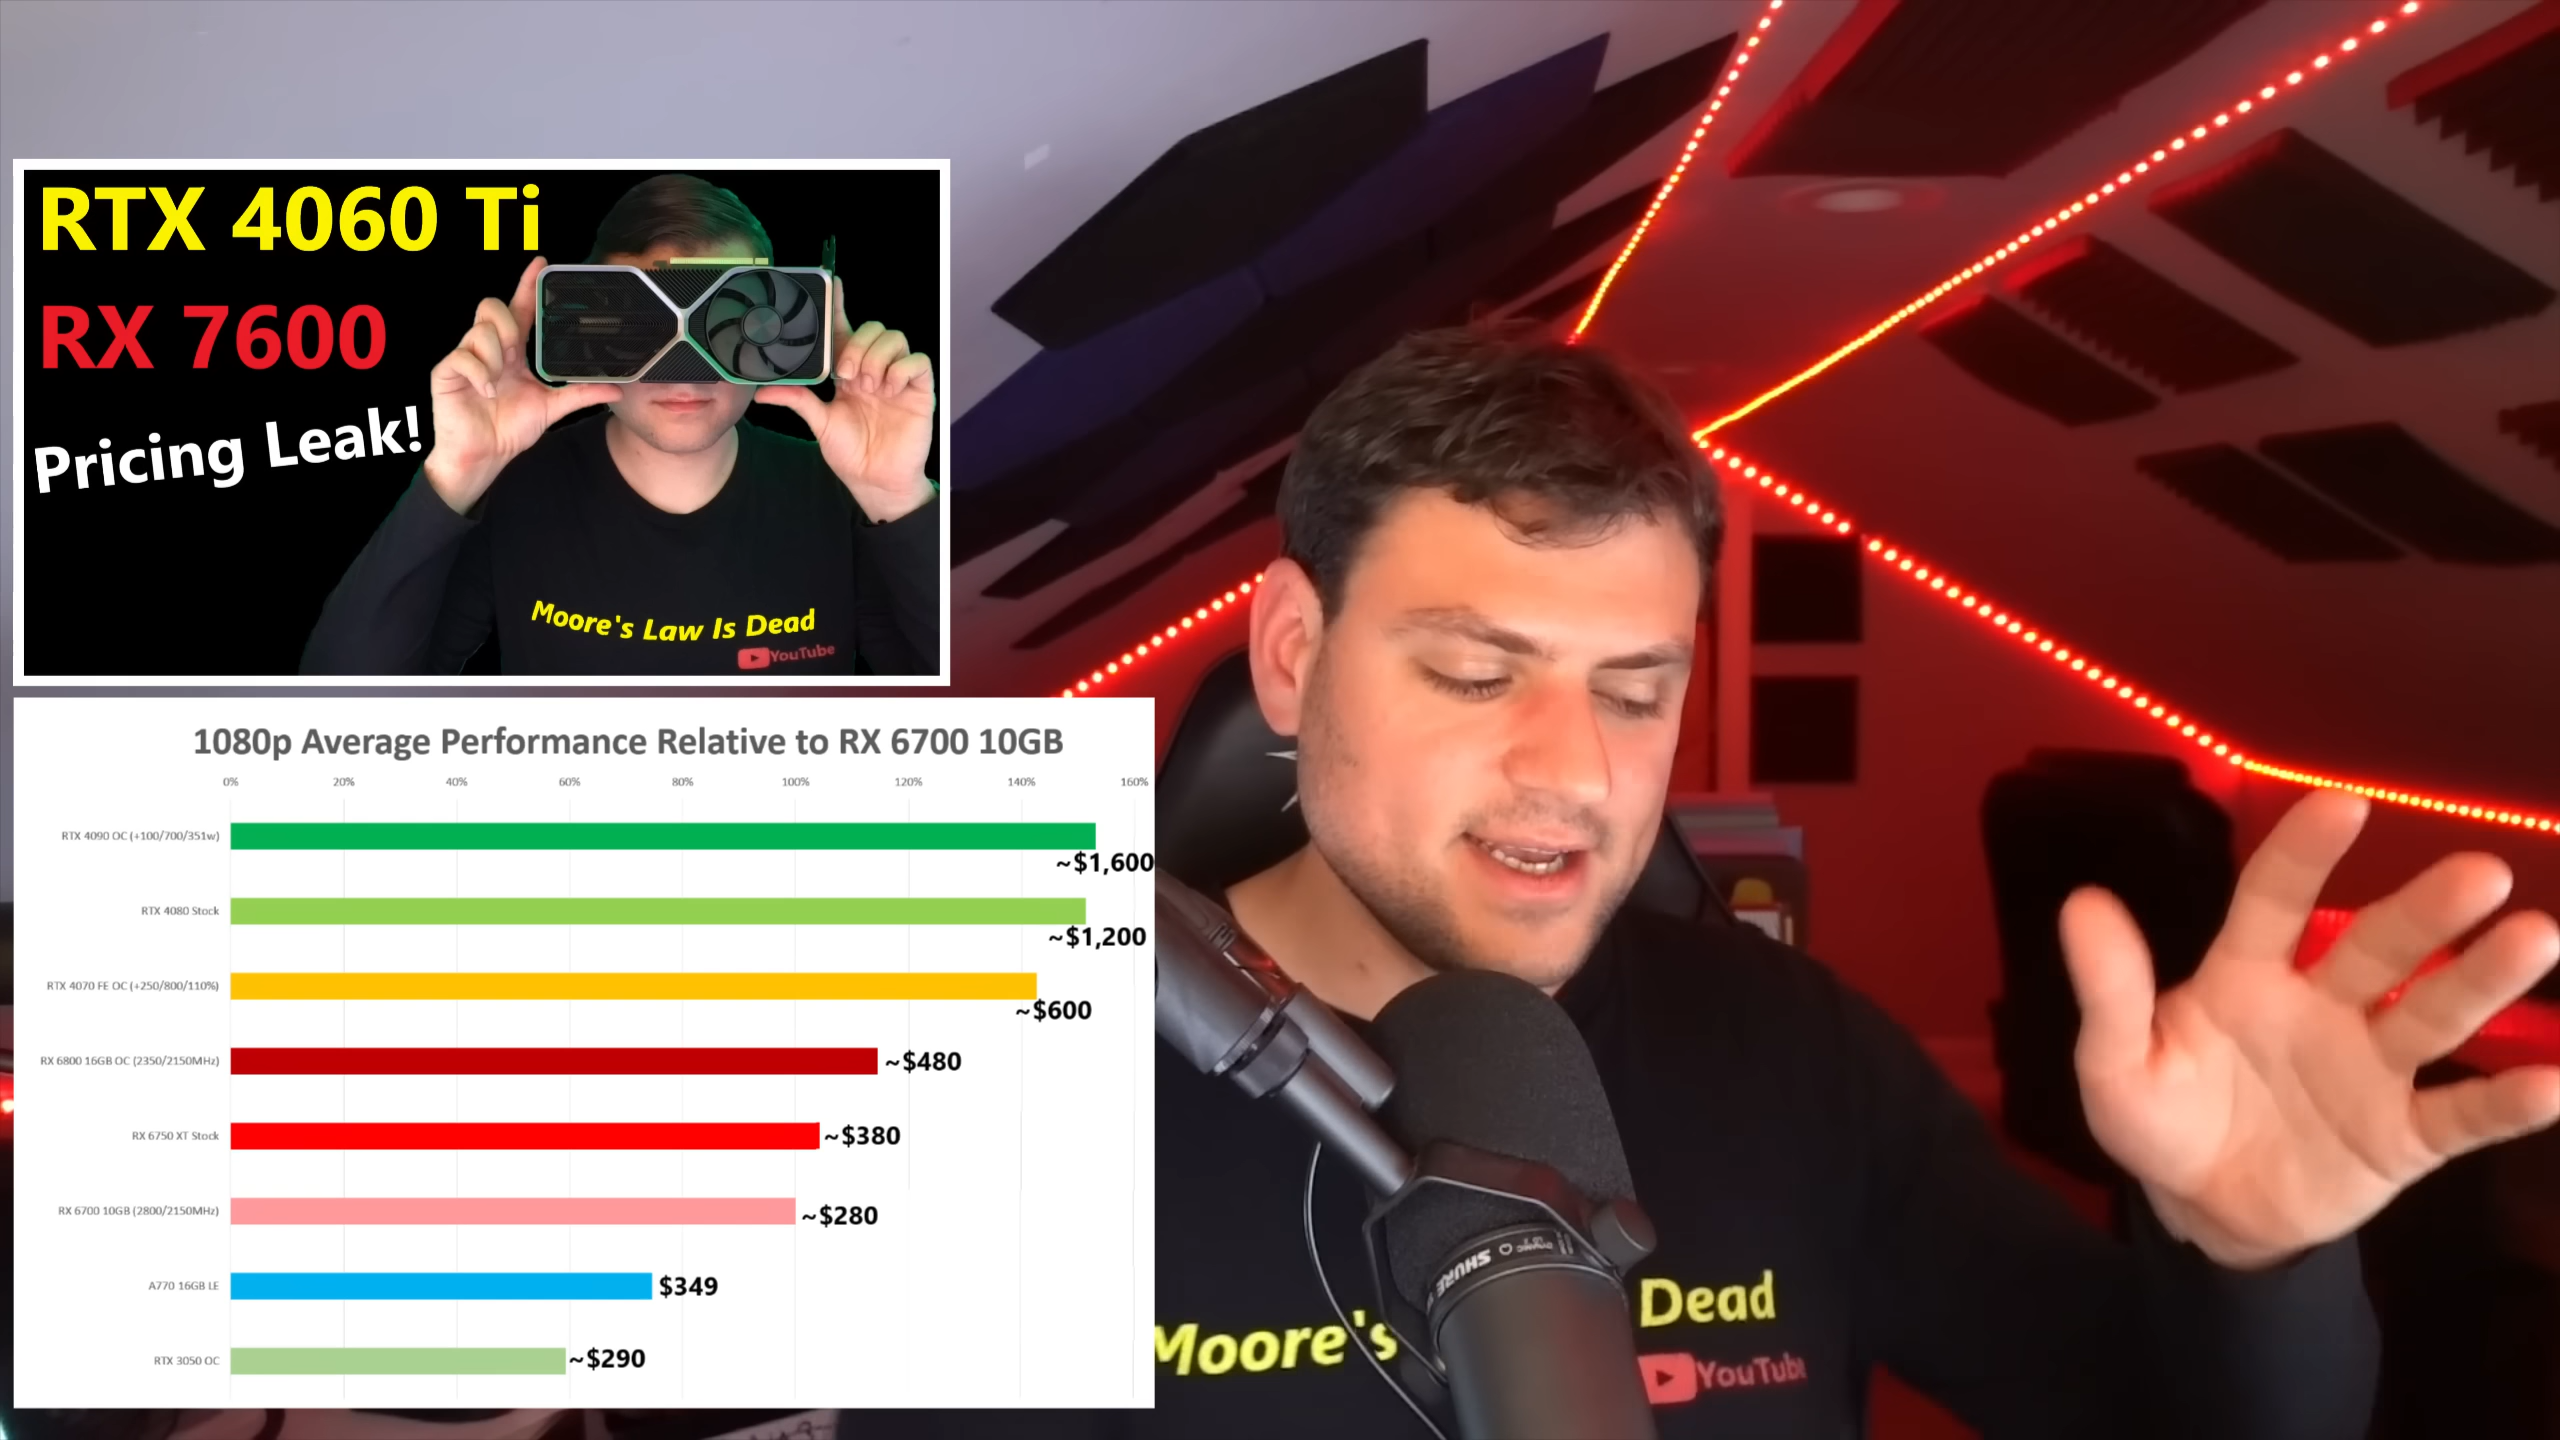 RTX 4060 Ti
RX 7600
Pricing Leak!
Moore's Law Is Dead
YouTube
1080p Average Performance Relative to RX 6700 10GB
0% 20% 40% 60% 80% 100% 120% 140% 160%
RTX 4090 OC (+100/700/351w)
~$1,600
RTX 4080 Stock
~$1,200
RTX 4070 FE OC (+250/800/110%)
~$600
RX 6800 16GB OC (2350/2150MHz) ~$480
RX 6750 XT Stock ~$380
RX 6700 10GB (2800/2150MHz) ~$280
A770 16GB LE $349
RTX 3050 OC ~$290
SHURE
Moore's Dead
YouTube